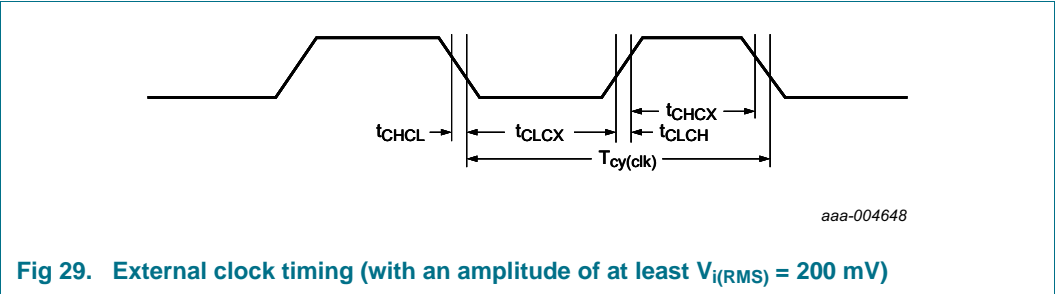 tCHCX
tCHCL tCLCX tCLCH
Tcy(clk)
aaa-004648
Fig 29. External clock timing (with an amplitude of at least Vi(RMS) = 200 mV)